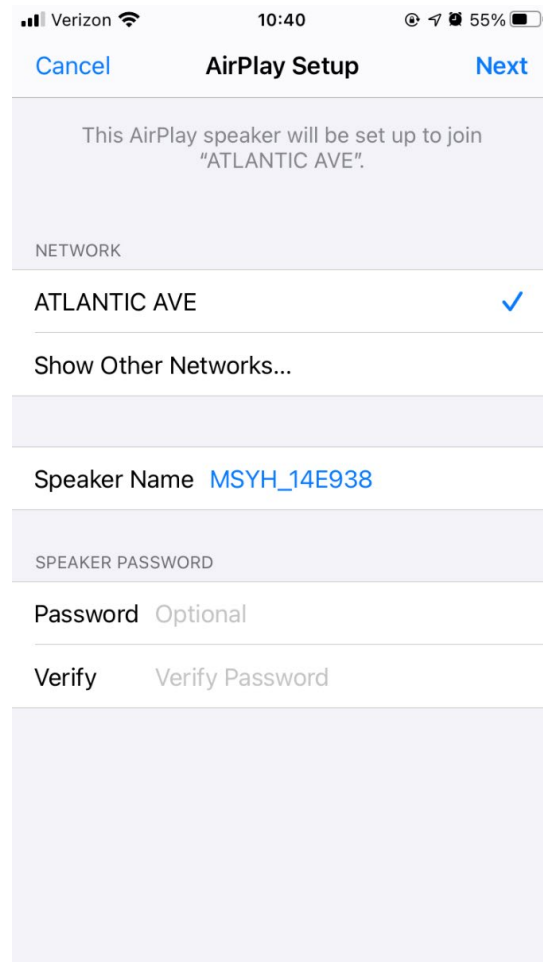 Verizon 10:40 55%
Cancel AirPlay Setup Next
This AirPlay speaker will be set up to join
“ATLANTIC AVE”.
NETWORK
ATLANTIC AVE
Show Other Networks...
Speaker Name MSYH_14E938
SPEAKER PASSWORD
Password Optional
Verify Verify Password